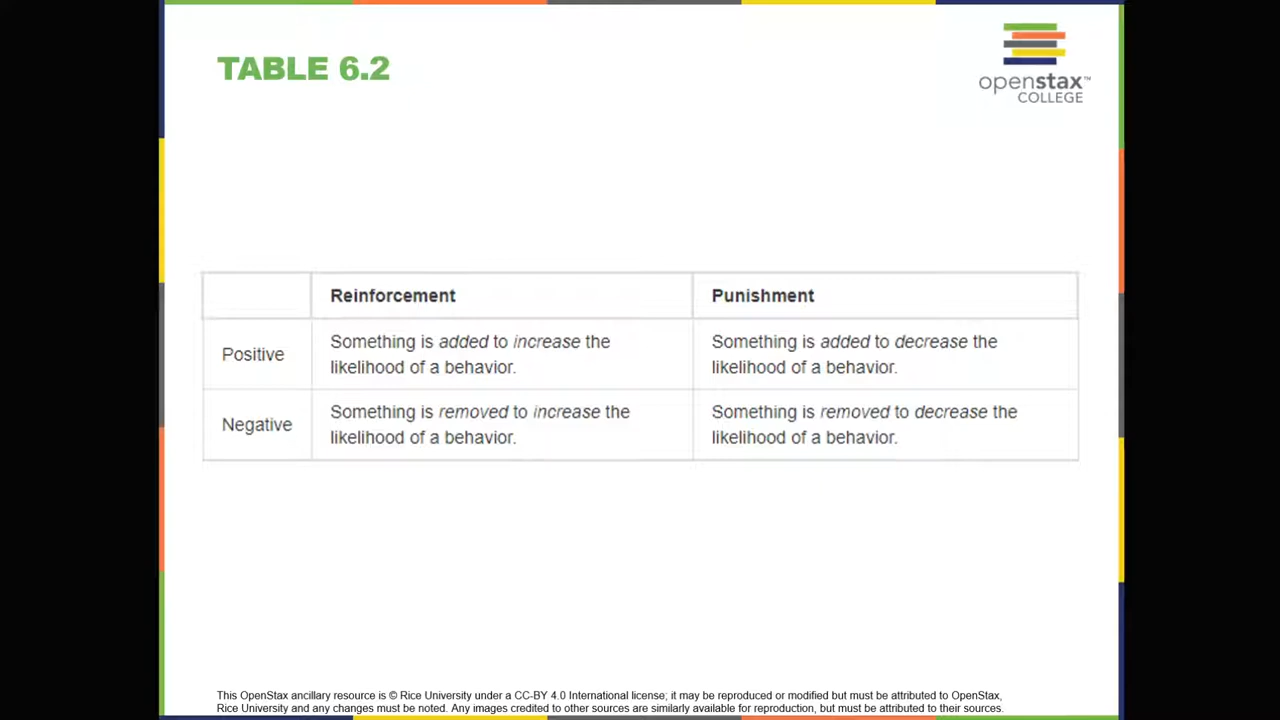 TABLE 6.2
openstax™
COLLEGE
Reinforcement
Punishment
Positive
Something is added to increase the
likelihood of a behavior.
Something is added to decrease the
likelihood of a behavior.
Negative
Something is removed to increase the
likelihood of a behavior.
Something is removed to decrease the
likelihood of a behavior.
This OpenStax ancillary resource is © Rice University under a CC-BY 4.0 International license; it may be reproduced or modified but must be attributed to OpenStax,
Rice University and any changes must be noted. Any images credited to other sources are similarly available for reproduction, but must be attributed to their sources.